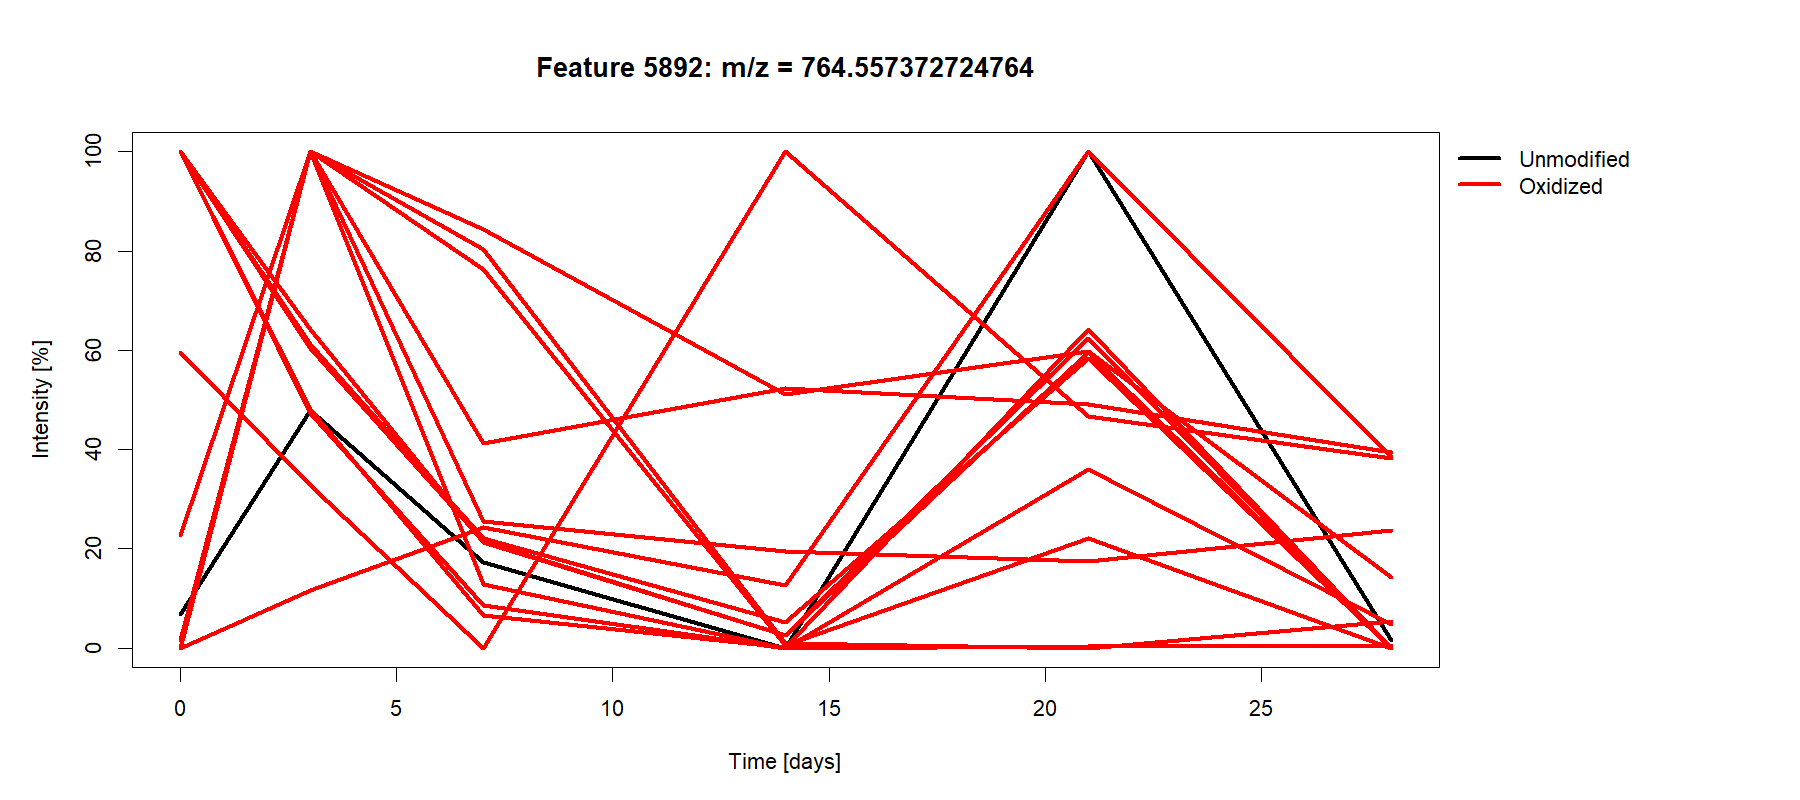 Feature 5892: m/z = 764.557372724764
Unmodified
Oxidized
Intensity [%]
100
80
60
40
20
0
0 5 10 15 20 25
Time [days]